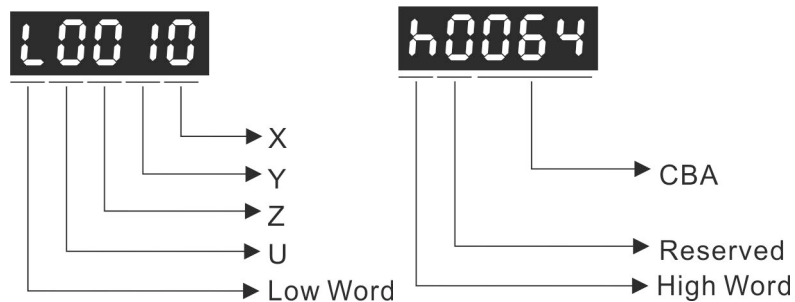 L0010
X
Y
Z
U
Low Word
h0064
CBA
Reserved
High Word